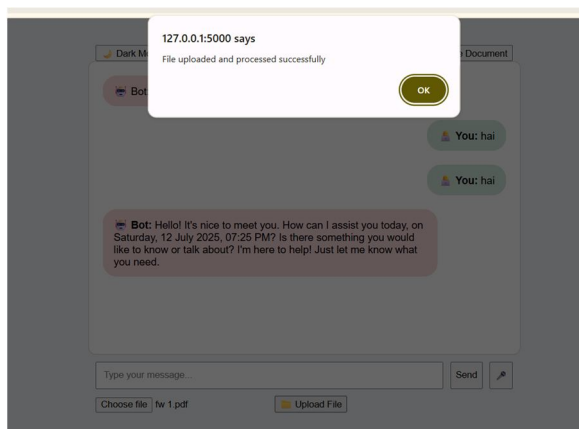 127.0.0.1:5000 says
File uploaded and processed successfully
OK
Dark M
Document
Bot
You: hai
You: hai
Bot: Hello! It's nice to meet you. How can I assist you today, on
Saturday, 12 July 2025, 07:25 PM? Is there something you would
like to know or talk about? I'm here to help! Just let me know what
you need.
Type your message...
Send
Choose file fw 1.pdf
Upload File